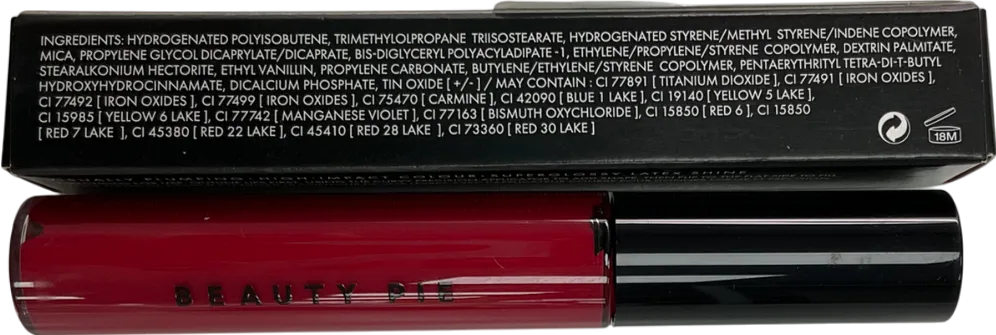 INGREDIENTS: HYDROGENATED POLYISOBUTENE, TRIMETHYLOLPROPANE TRIISOSTEARATE, HYDROGENATED STYRENE/METHYL STYRENE/INDENE COPOLYMER,
MICA, PROPYLENE GLYCOL DICAPRYLATE/DICAPRATE, BIS-DIGLYCERYL POLYACYLADIPATE -1, ETHYLENE/PROPYLENE/STYRENE COPOLYMER, DEXTRIN PALMITATE,
STEARALKONIUM HECTORITE, ETHYL VANILLIN, PROPYLENE CARBONATE, BUTYLENE/ETHYLENE/STYRENE COPOLYMER, PENTAERYTHRITYL TETRA-DI-T-BUTYL
HYDROXYHYDROCINNAMATE, DICALCIUM PHOSPHATE, TIN OXIDE [+/-] / MAY CONTAIN : CI 77891 [ TITANIUM DIOXIDE ], CI 77491 [ IRON OXIDES ],
CI 77492 [ IRON OXIDES ], CI 77499 [ IRON OXIDES ], CI 75470 [ CARMINE ], CI 42090 [ BLUE 1 LAKE ], CI 19140 [ YELLOW 5 LAKE ],
CI 15985 [ YELLOW 6 LAKE ], CI 77742 [ MANGANESE VIOLET ], CI 77163 [ BISMUTH OXYCHLORIDE ], CI 15850 [ RED 6 ], CI 15850
[ RED 7 LAKE ], CI 45380 [ RED 22 LAKE ], CI 45410 [ RED 28 LAKE ], CI 73360 [ RED 30 LAKE ]
18M
COLOUR · SUPERGLOSSY LATEX SHINE
BEAUTY PIE